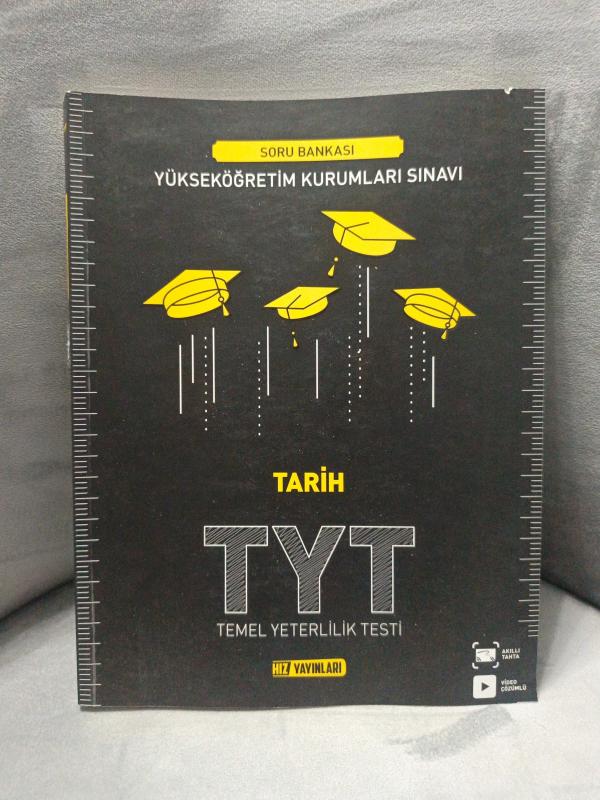 SORU BANKASI
YÜKSEKÖĞRETİM KURUMLARI SINAVI
TARİH
TYT
TEMEL YETERLİLİK TESTİ
HIZ YAYINLARI
AKILLI
TAHTA
VİDEO
ÇÖZÜMLÜ